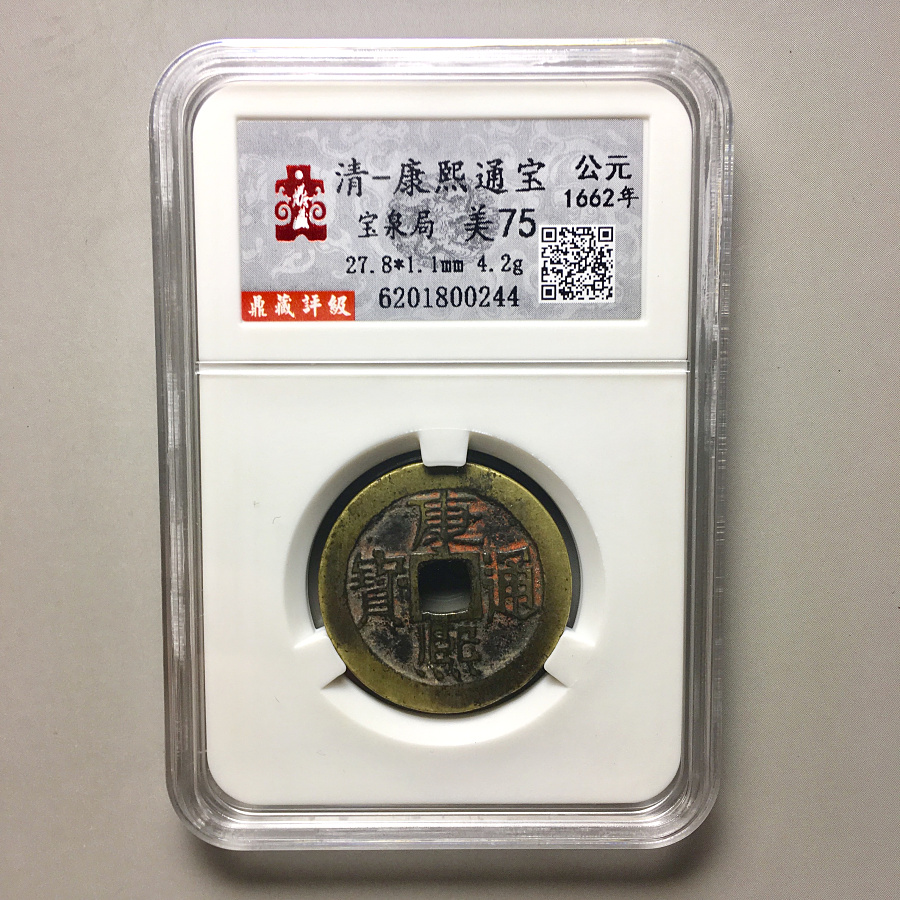 清-康熙通宝
公元
1662年
宝泉局 美75
27.8*1.1mm 4.2g
鼎藏評級
6201800244
康熙通寶